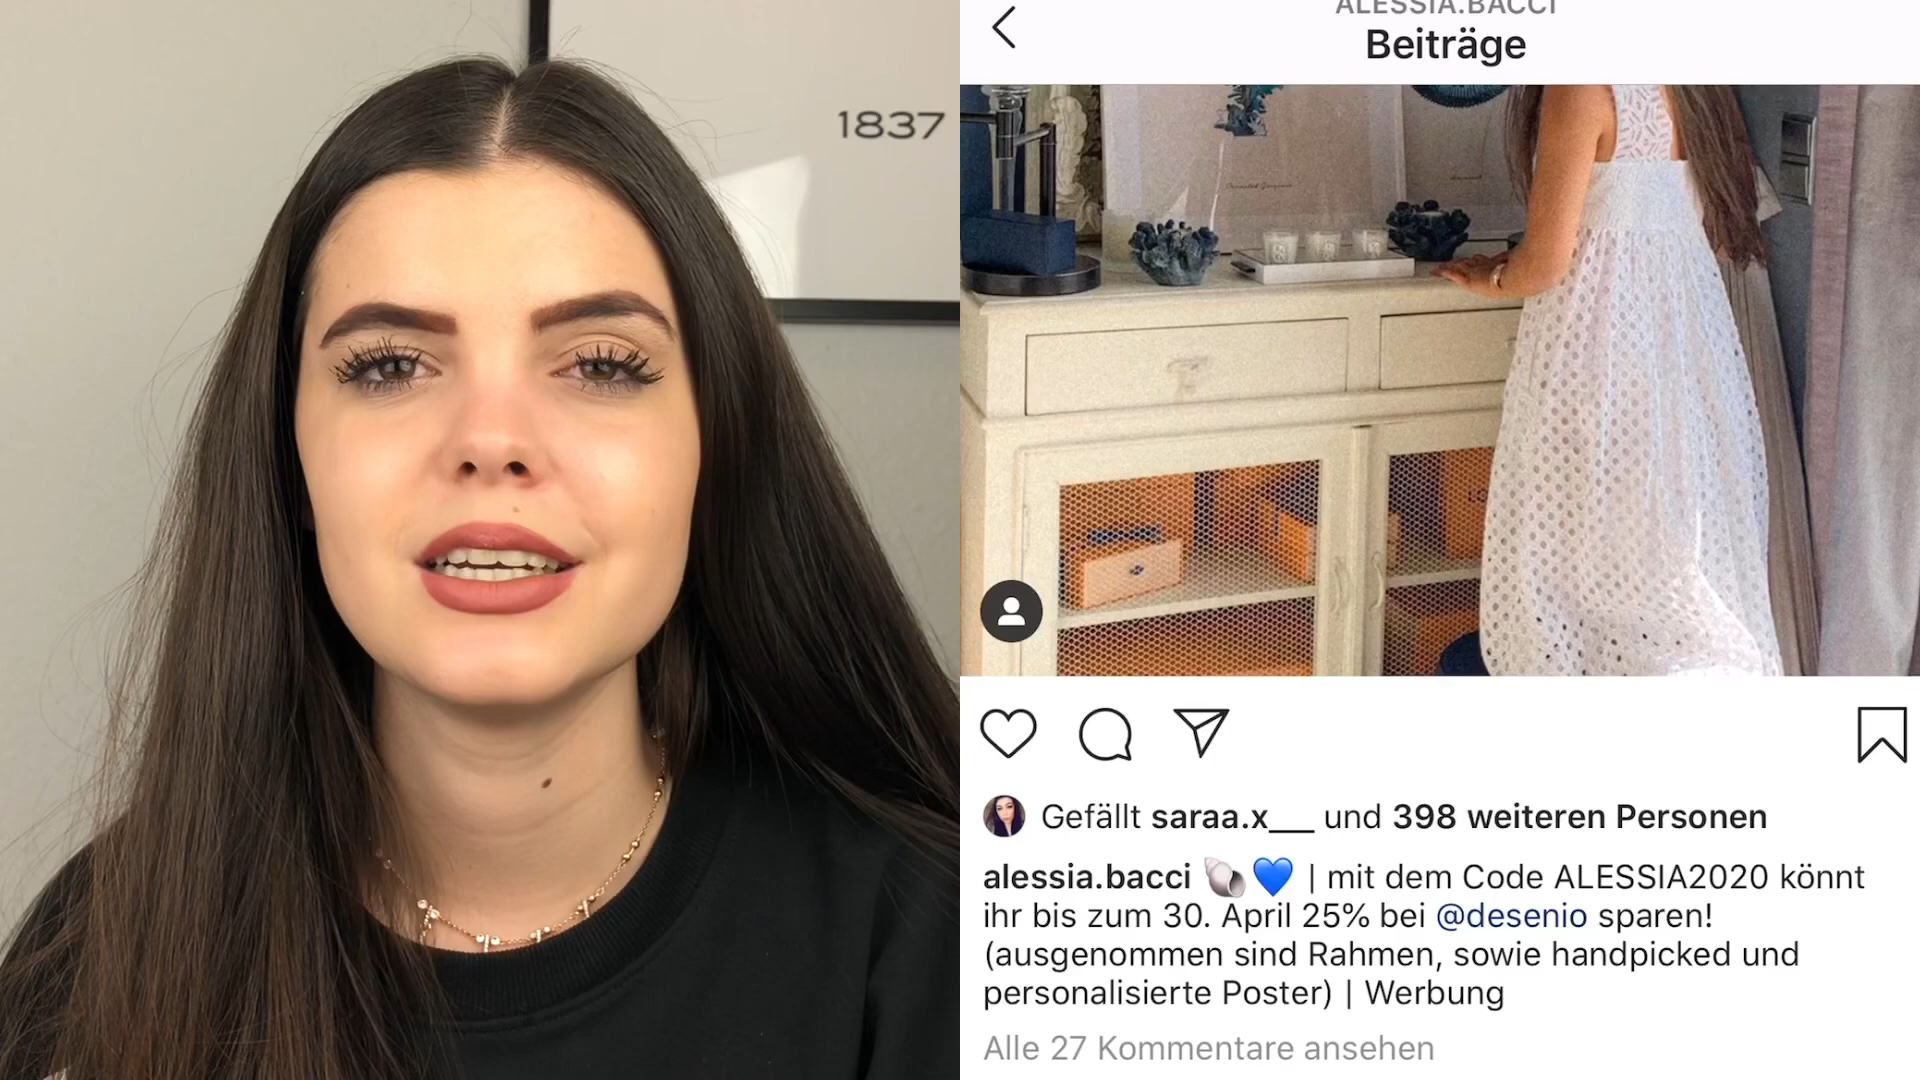 1837
ALESSIA.BACCI
Beiträge
Gefällt saraa.x___ und 398 weiteren Personen
alessia.bacci 🐚💙 | mit dem Code ALESSIA2020 könnt
ihr bis zum 30. April 25% bei @desenio sparen!
(ausgenommen sind Rahmen, sowie handpicked und
personalisierte Poster) | Werbung
Alle 27 Kommentare ansehen